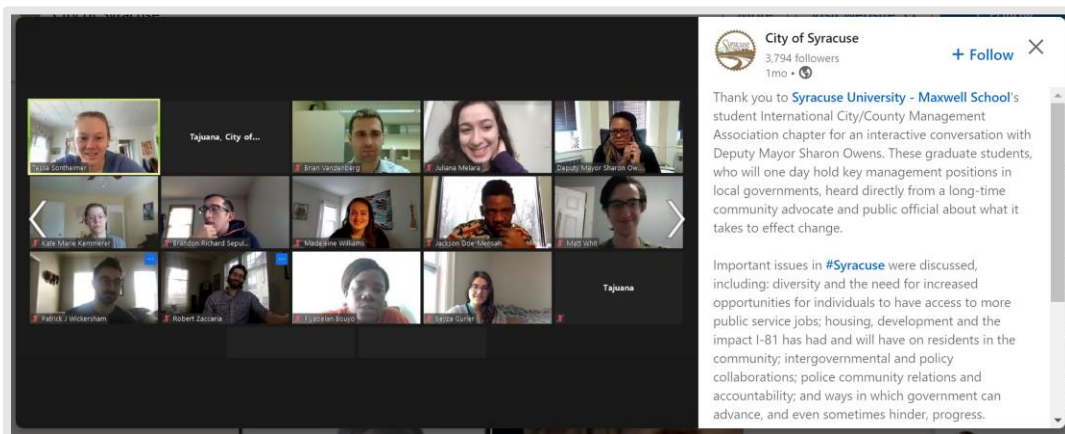 Tessa Sontheimer
Tajuana, City of...
Brian Vandenberg
Juliana Melara
Deputy Mayor Sharon Ow...
Kate Marie Kemmerer
Brandon Richard Sepul...
Madeleine Williams
Jackson Doe-Mensah
Matt Whit
Patrick J Wickersham
Robert Zaccaria
Bouyo
Gurler
Tajuana
Syracuse
City of Syracuse
3,794 followers
1mo •
+ Follow
Thank you to Syracuse University - Maxwell School's
student International City/County Management
Association chapter for an interactive conversation with
Deputy Mayor Sharon Owens. These graduate students,
who will one day hold key management positions in
local governments, heard directly from a long-time
community advocate and public official about what it
takes to effect change.
Important issues in #Syracuse were discussed,
including: diversity and the need for increased
opportunities for individuals to have access to more
public service jobs; housing, development and the
impact I-81 has had and will have on residents in the
community; intergovernmental and policy
collaborations; police community relations and
accountability; and ways in which government can
advance, and even sometimes hinder, progress.